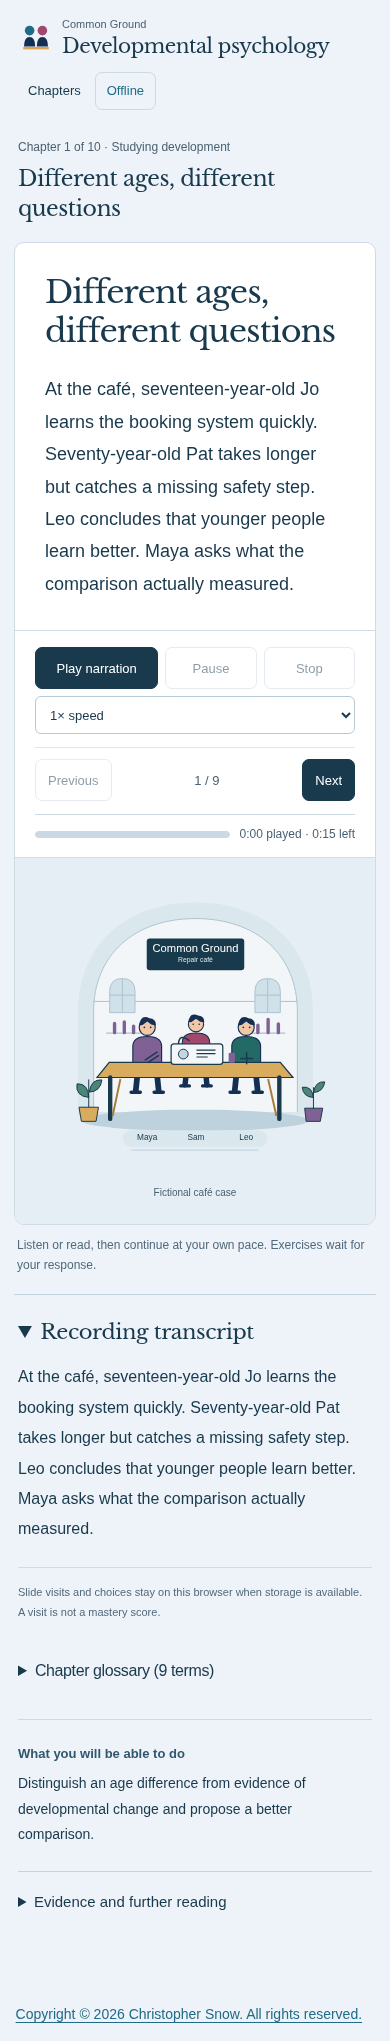 Common Ground
Developmental psychology
Chapters
Offline
Chapter 1 of 10 · Studying development
Different ages, different
questions
Different ages,
different questions
At the café, seventeen-year-old Jo
learns the booking system quickly.
Seventy-year-old Pat takes longer
but catches a missing safety step.
Leo concludes that younger people
learn better. Maya asks what the
comparison actually measured.
Play narration
Pause
Stop
1× speed
Previous
1 / 9
Next
0:00 played · 0:15 left
Common Ground
Repair café
Maya
Sam
Leo
Fictional café case
Listen or read, then continue at your own pace. Exercises wait for
your response.
Recording transcript
At the café, seventeen-year-old Jo learns the
booking system quickly. Seventy-year-old Pat
takes longer but catches a missing safety step.
Leo concludes that younger people learn better.
Maya asks what the comparison actually
measured.
Slide visits and choices stay on this browser when storage is available.
A visit is not a mastery score.
Chapter glossary (9 terms)
What you will be able to do
Distinguish an age difference from evidence of
developmental change and propose a better
comparison.
Evidence and further reading
Copyright © 2026 Christopher Snow. All rights reserved.